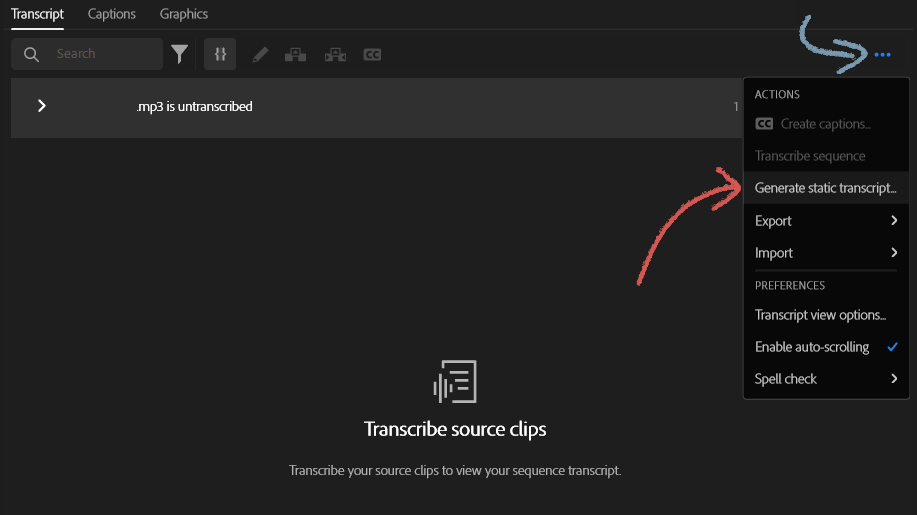 Transcript Captions Graphics
Search
CC
.mp3 is untranscribed 1
ACTIONS
CC Create captions...
Transcribe sequence
Generate static transcript...
Export
Import
PREFERENCES
Transcript view options...
Enable auto-scrolling
Spell check
Transcribe source clips
Transcribe your source clips to view your sequence transcript.